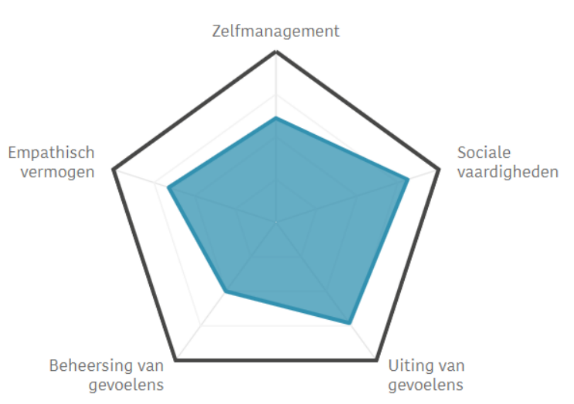 Zelfmanagement
Empathisch
vermogen
Sociale
vaardigheden
Beheersing van
gevoelens
Uiting van
gevoelens